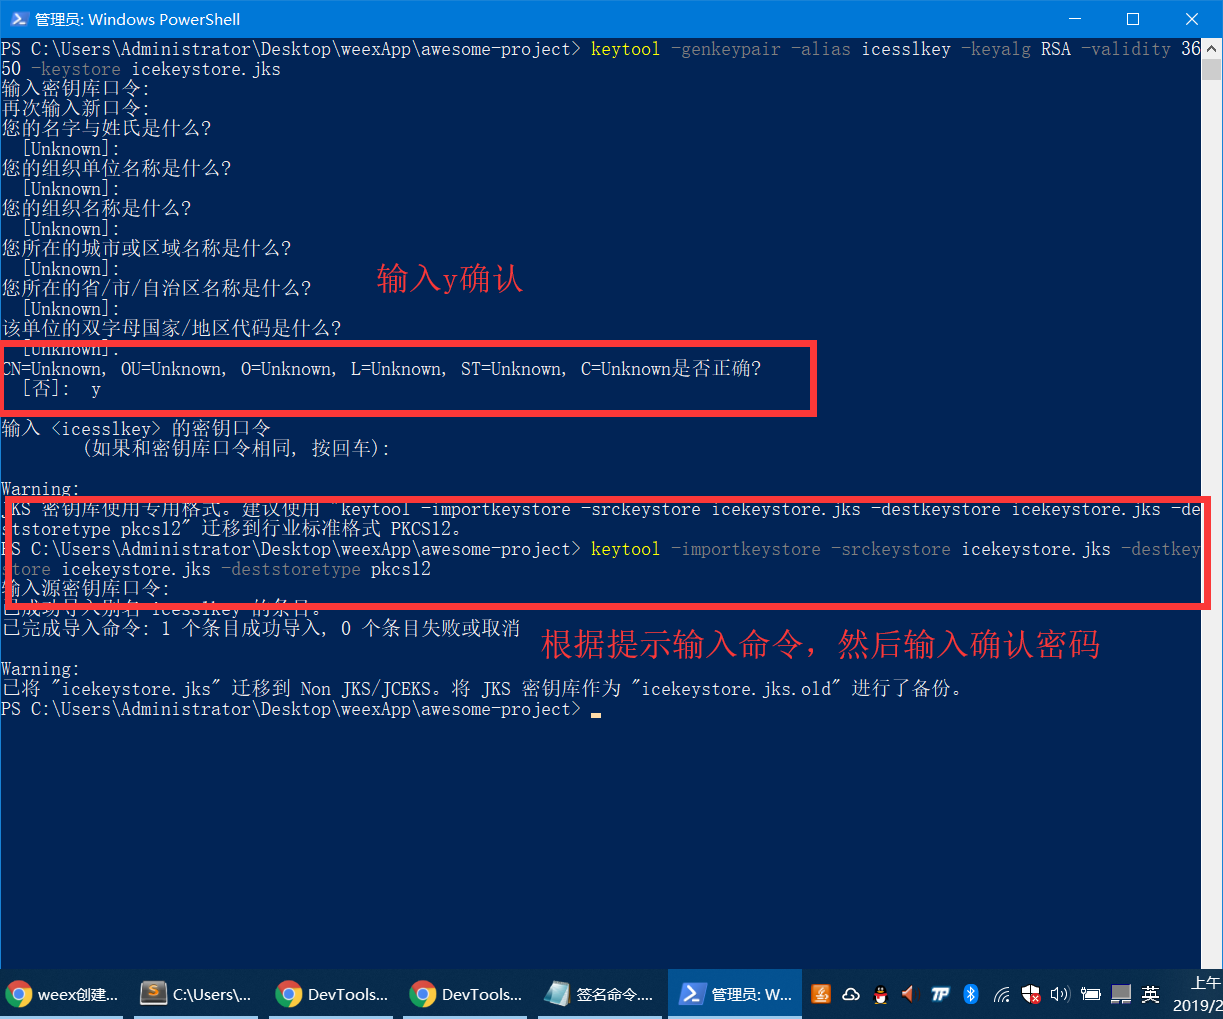 管理员: Windows PowerShell
PS C:\Users\Administrator\Desktop\weexApp\awesome-project> keytool -genkeypair -alias icesslkey -keyalg RSA -validity 36
50 -keystore icekeystore.jks
输入密钥库口令:
再次输入新口令:
您的名字与姓氏是什么?
[Unknown]:
您的组织单位名称是什么?
[Unknown]:
您的组织名称是什么?
[Unknown]:
您所在的城市或区域名称是什么?
[Unknown]:
您所在的省/市/自治区名称是什么?
[Unknown]:
该单位的双字母国家/地区代码是什么?
[Unknown]:
输入y确认
CN=Unknown, OU=Unknown, O=Unknown, L=Unknown, ST=Unknown, C=Unknown是否正确?
[否]: y
输入 <icesslkey> 的密钥口令
(如果和密钥库口令相同, 按回车):
Warning:
JKS 密钥库使用专用格式。建议使用 "keytool -importkeystore -srckeystore icekeystore.jks -destkeystore icekeystore.jks -de
ststoretype pkcs12" 迁移到行业标准格式 PKCS12。
PS C:\Users\Administrator\Desktop\weexApp\awesome-project> keytool -importkeystore -srckeystore icekeystore.jks -destkey
store icekeystore.jks -deststoretype pkcs12
输入源密钥库口令:
已成功导入别名 icesslkey 的条目。
已完成导入命令: 1 个条目成功导入, 0 个条目失败或取消
根据提示输入命令，然后输入确认密码
Warning:
已将 "icekeystore.jks" 迁移到 Non JKS/JCEKS。将 JKS 密钥库作为 "icekeystore.jks.old" 进行了备份。
PS C:\Users\Administrator\Desktop\weexApp\awesome-project>
weex创建...
C:\Users\...
DevTools...
DevTools...
签名命令....
管理员: W...
英
上午
2019/2